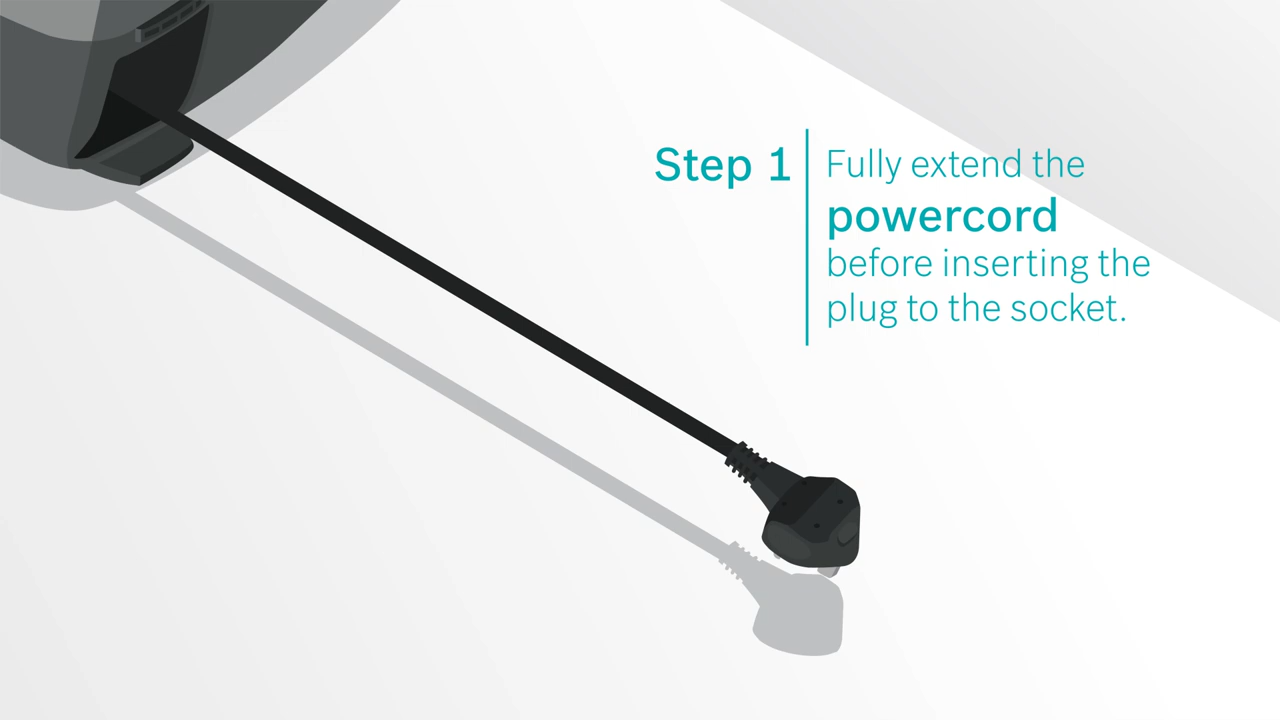 Step 1
Fully extend the
powercord
before inserting the
plug to the socket.